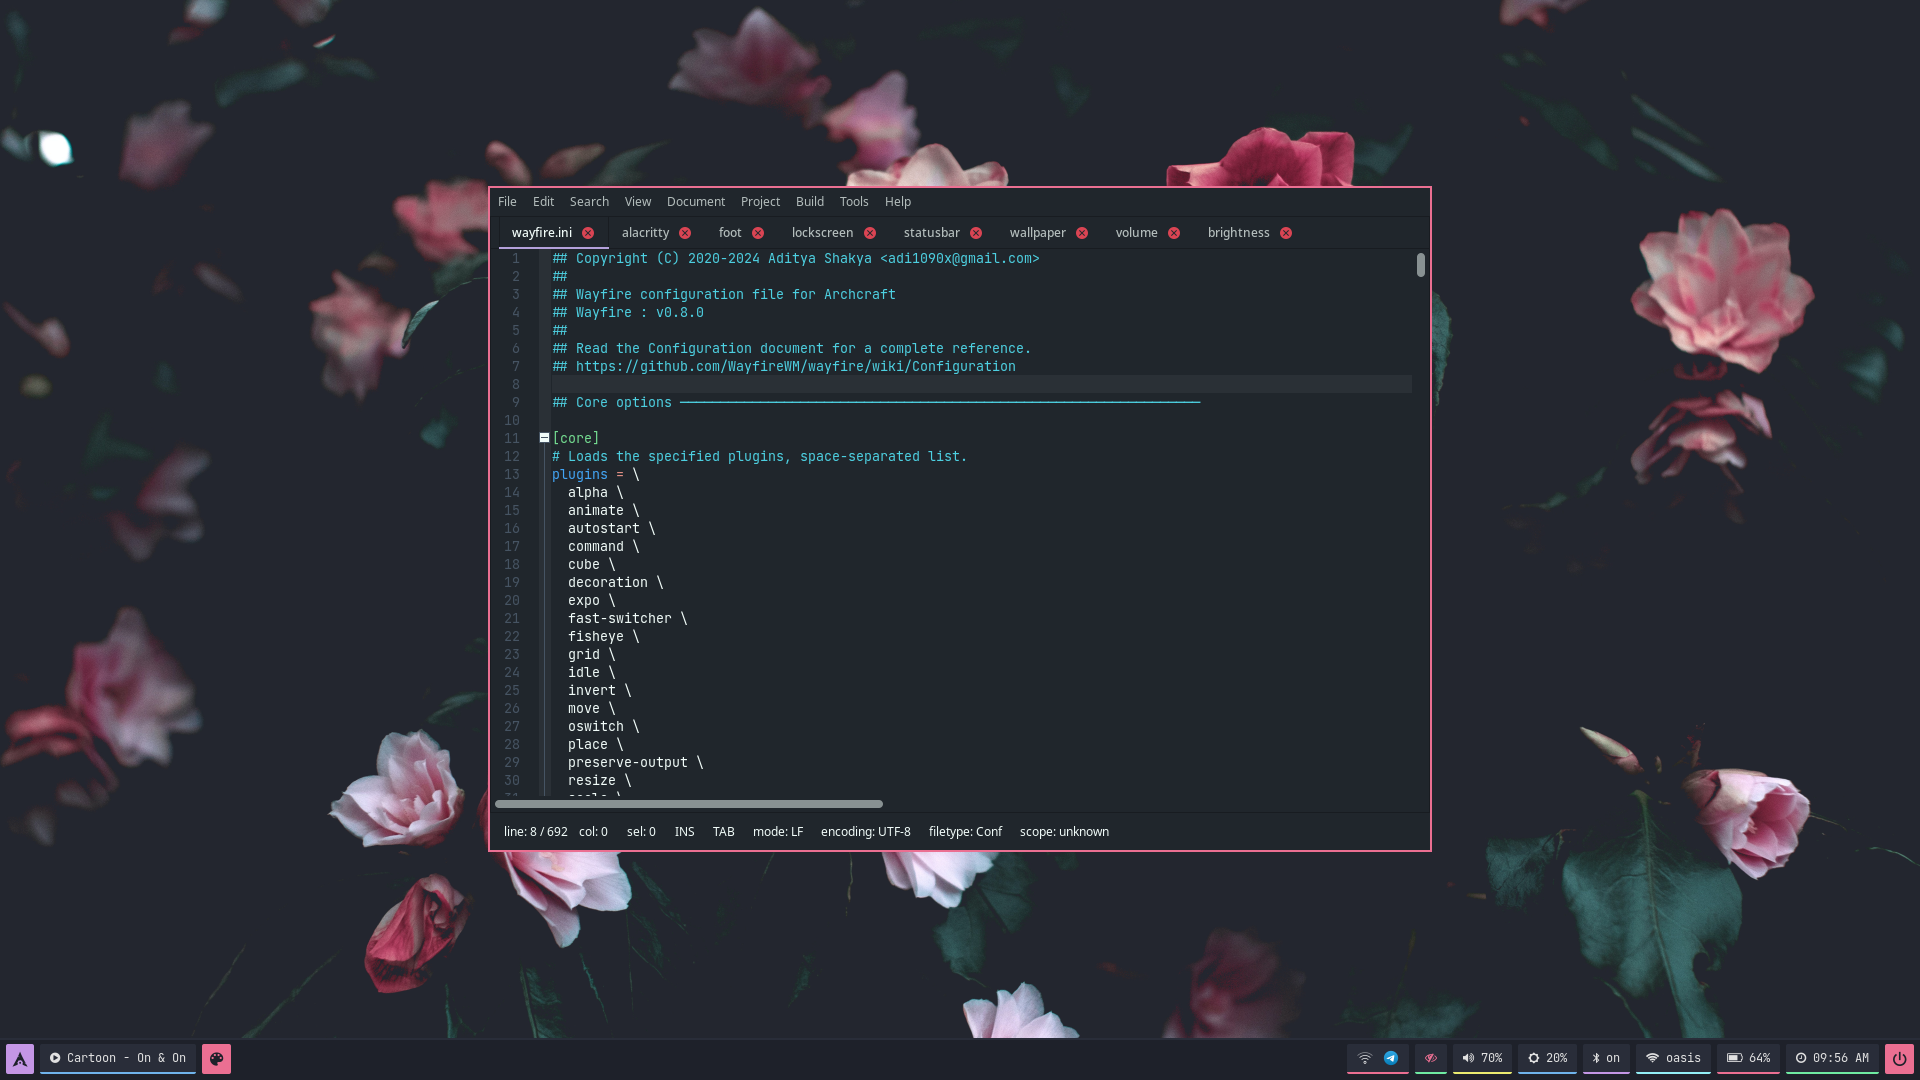 File Edit Search View Document Project Build Tools Help
wayfire.ini alacritty foot lockscreen statusbar wallpaper volume brightness
1 ## Copyright (C) 2020-2024 Aditya Shakya <adi1090x@gmail.com>
2 ##
3 ## Wayfire configuration file for Archcraft
4 ## Wayfire : v0.8.0
5 ##
6 ## Read the Configuration document for a complete reference.
7 ## https://github.com/WayfireWM/wayfire/wiki/Configuration
8
9 ## Core options ─────────────────────────────────────────────────────────────────
10
11 [core]
12 # Loads the specified plugins, space-separated list.
13 plugins = \
14 alpha \
15 animate \
16 autostart \
17 command \
18 cube \
19 decoration \
20 expo \
21 fast-switcher \
22 fisheye \
23 grid \
24 idle \
25 invert \
26 move \
27 oswitch \
28 place \
29 preserve-output \
30 resize \
line: 8 / 692 col: 0 sel: 0 INS TAB mode: LF encoding: UTF-8 filetype: Conf scope: unknown
Cartoon - On & On 70% 20% on oasis 64% 09:56 AM